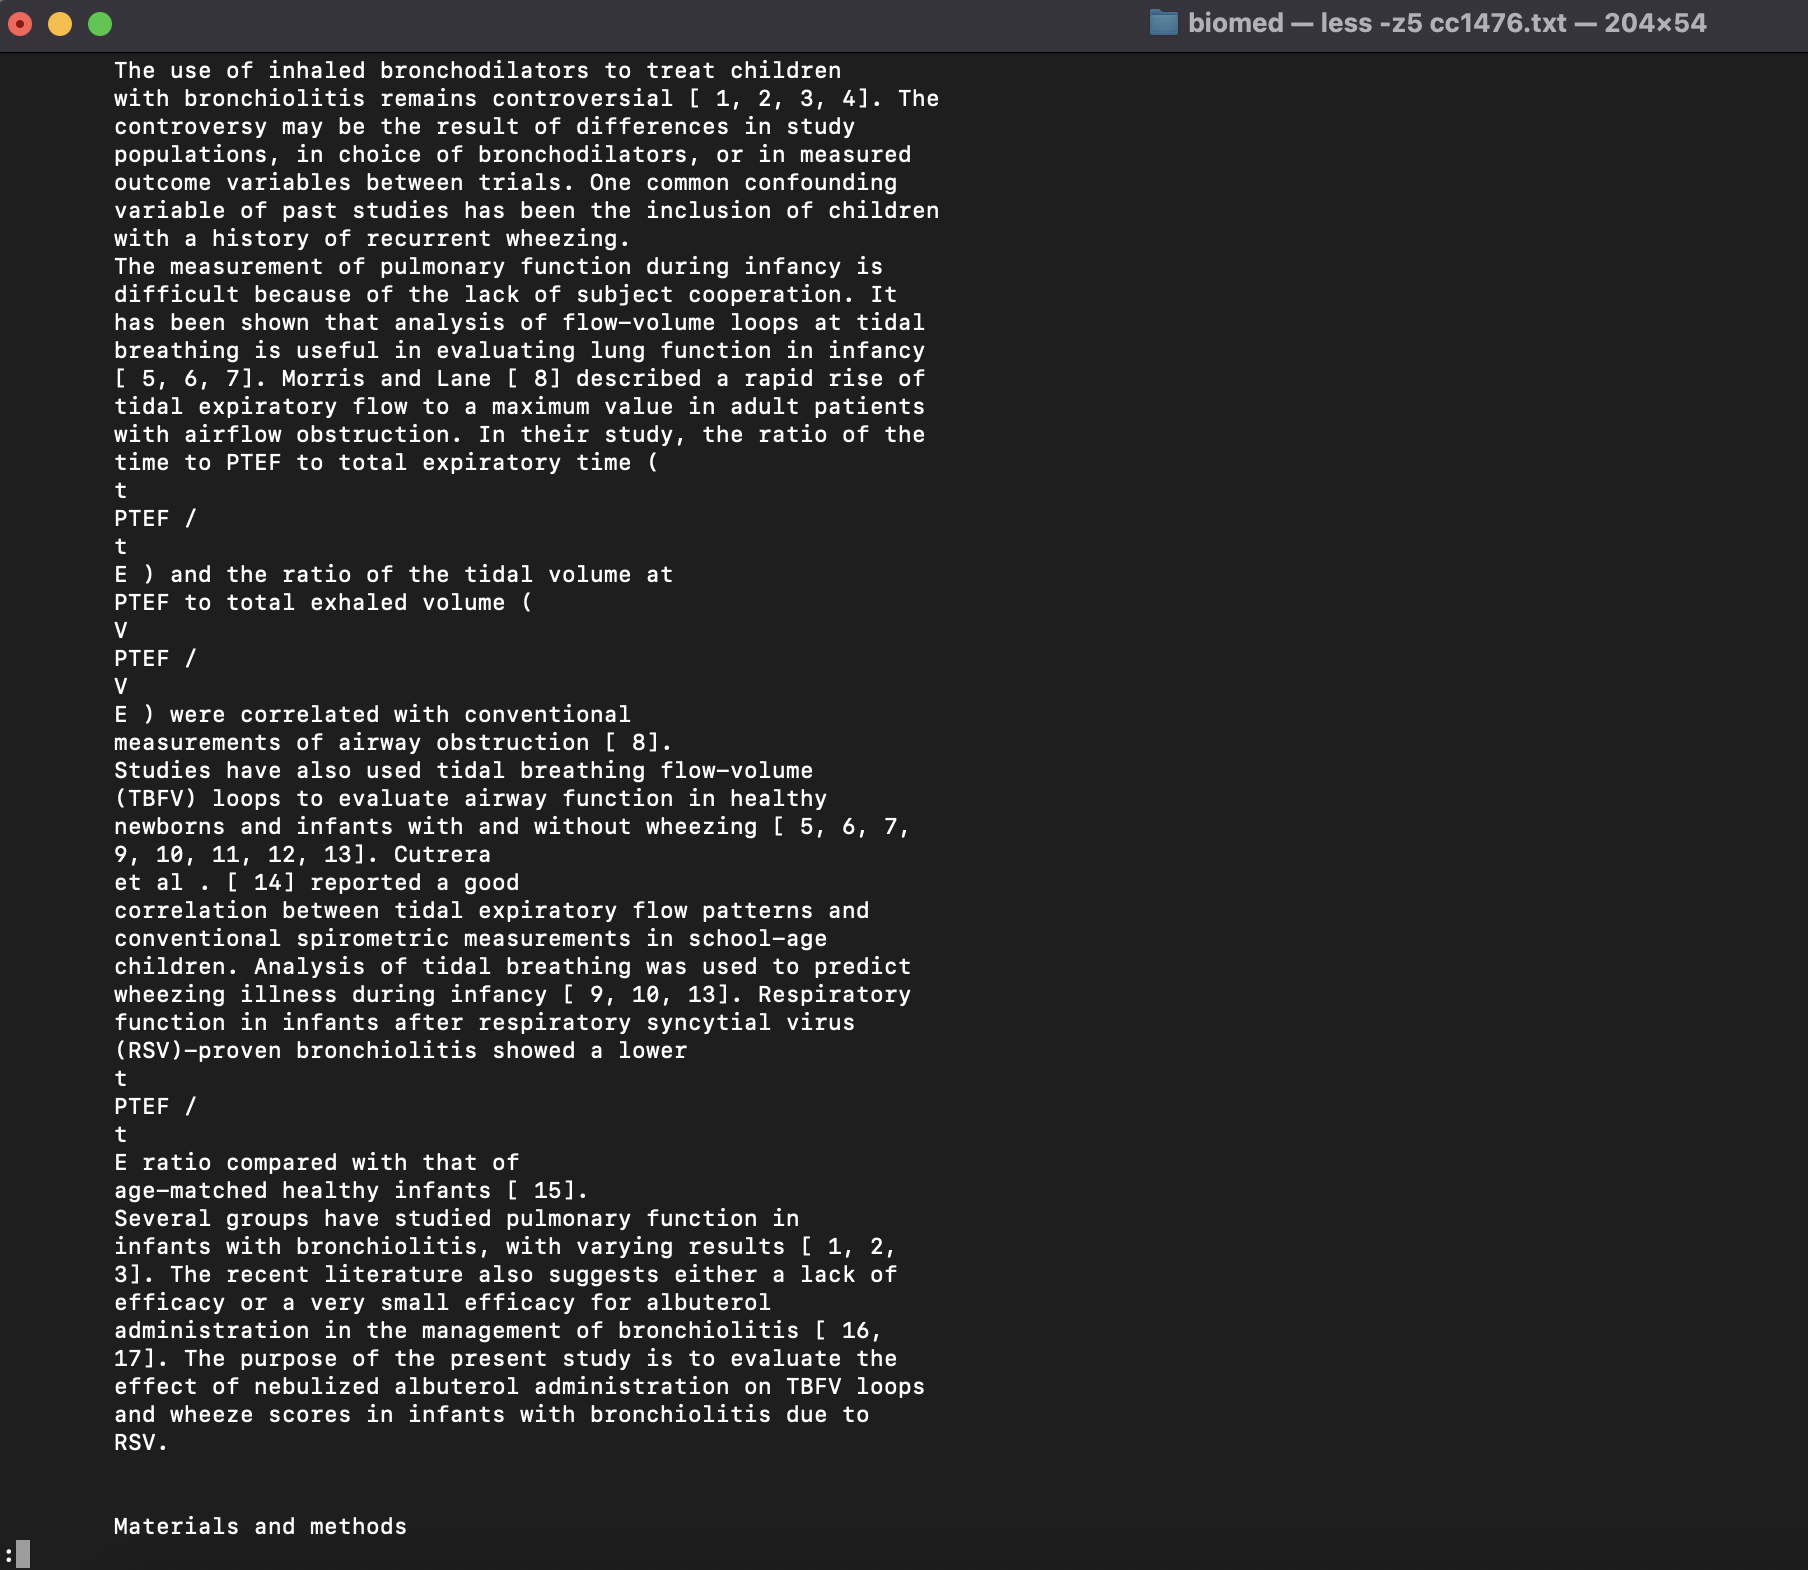 biomed — less -z5 cc1476.txt — 204×54
The use of inhaled bronchodilators to treat children
with bronchiolitis remains controversial [ 1, 2, 3, 4]. The
controversy may be the result of differences in study
populations, in choice of bronchodilators, or in measured
outcome variables between trials. One common confounding
variable of past studies has been the inclusion of children
with a history of recurrent wheezing.
The measurement of pulmonary function during infancy is
difficult because of the lack of subject cooperation. It
has been shown that analysis of flow-volume loops at tidal
breathing is useful in evaluating lung function in infancy
[ 5, 6, 7]. Morris and Lane [ 8] described a rapid rise of
tidal expiratory flow to a maximum value in adult patients
with airflow obstruction. In their study, the ratio of the
time to PTEF to total expiratory time (
t
PTEF /
t
E ) and the ratio of the tidal volume at
PTEF to total exhaled volume (
V
PTEF /
V
E ) were correlated with conventional
measurements of airway obstruction [ 8].
Studies have also used tidal breathing flow-volume
(TBFV) loops to evaluate airway function in healthy
newborns and infants with and without wheezing [ 5, 6, 7,
9, 10, 11, 12, 13]. Cutrera
et al . [ 14] reported a good
correlation between tidal expiratory flow patterns and
conventional spirometric measurements in school-age
children. Analysis of tidal breathing was used to predict
wheezing illness during infancy [ 9, 10, 13]. Respiratory
function in infants after respiratory syncytial virus
(RSV)-proven bronchiolitis showed a lower
t
PTEF /
t
E ratio compared with that of
age-matched healthy infants [ 15].
Several groups have studied pulmonary function in
infants with bronchiolitis, with varying results [ 1, 2,
3]. The recent literature also suggests either a lack of
efficacy or a very small efficacy for albuterol
administration in the management of bronchiolitis [ 16,
17]. The purpose of the present study is to evaluate the
effect of nebulized albuterol administration on TBFV loops
and wheeze scores in infants with bronchiolitis due to
RSV.
Materials and methods
: